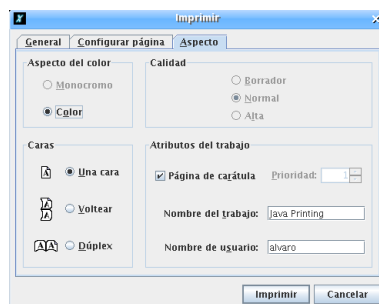 Imprimir
General Configurar página Aspecto
Aspecto del color
Monocromo
Color
Calidad
Borrador
Normal
Alta
Caras
Una cara
Voltear
Dúplex
Atributos del trabajo
Página de carátula Prioridad: 1
Nombre del trabajo: Java Printing
Nombre de usuario: alvaro
Imprimir Cancelar